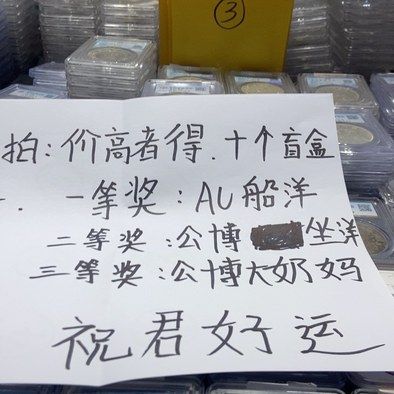 ③
拍：价高者得．十个盲盒
一等奖：AU船洋
二等奖：公博 坐洋
三等奖：公博大奶妈
祝君好运